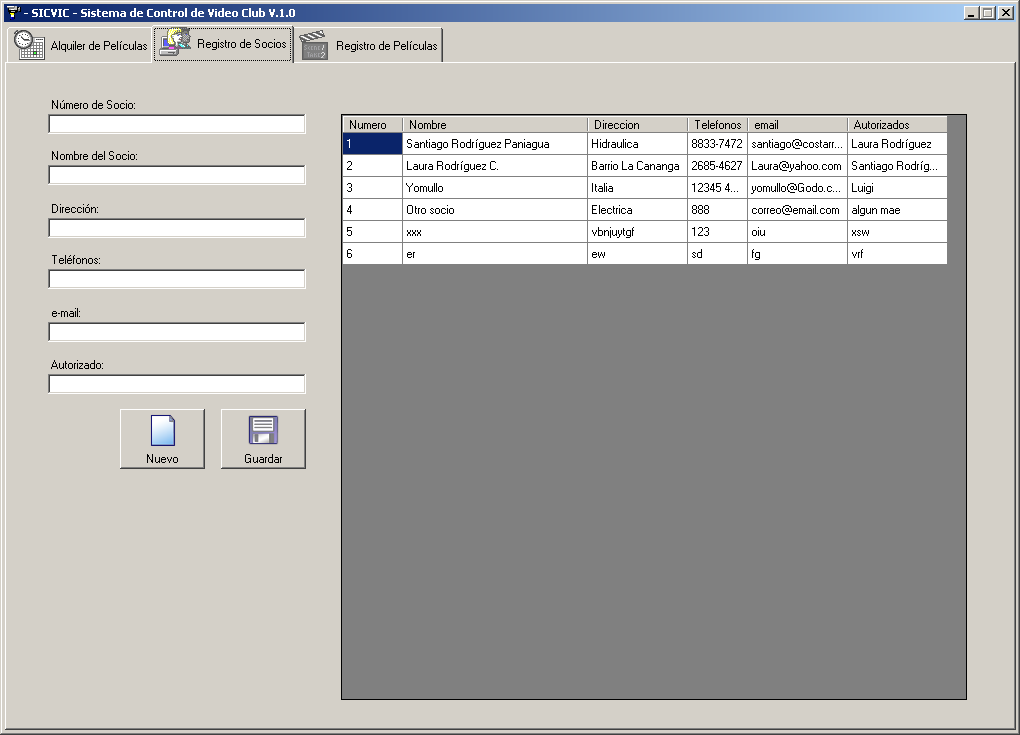 - SICVIC - Sistema de Control de Video Club V.1.0
Alquiler de Películas Registro de Socios Registro de Películas
Número de Socio:
Nombre del Socio:
Dirección:
Teléfonos:
e-mail:
Autorizado:
Nuevo Guardar
Numero Nombre Direccion Telefonos email Autorizados
1 Santiago Rodríguez Paniagua Hidraulica 8833-7472 santiago@costarr... Laura Rodríguez
2 Laura Rodríguez C. Barrio La Cananga 2685-4627 Laura@yahoo.com Santiago Rodríg...
3 Yomullo Italia 12345 4... yomullo@Godo.c... Luigi
4 Otro socio Electrica 888 correo@email.com algun mae
5 xxx vbnjuytgf 123 oiu xsw
6 er ew sd fg vrf